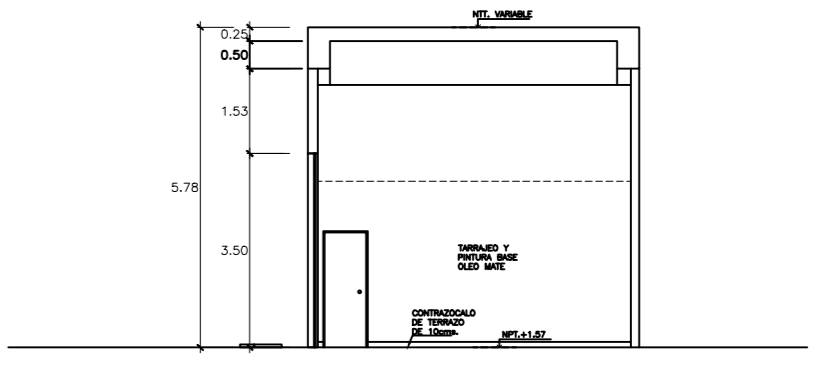 NTT. VARIABLE
0.25
0.50
1.53
5.78
3.50
TARRAJEO Y
PINTURA BASE
OLEO MATE
CONTRAZOCALO
DE TERRAZO
DE 10cms.
NPT.+1.57